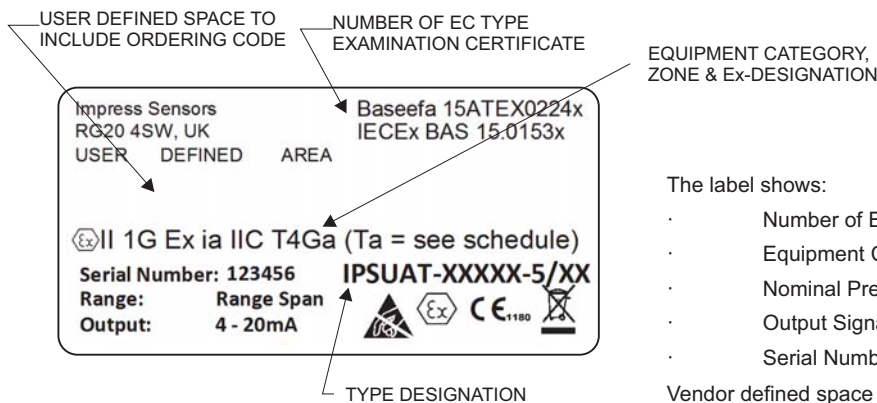 USER DEFINED SPACE TO
INCLUDE ORDERING CODE
NUMBER OF EC TYPE
EXAMINATION CERTIFICATE
EQUIPMENT CATEGORY,
ZONE & Ex-DESIGNATION
Impress Sensors
RG20 4SW, UK
USER DEFINED AREA
Baseefa 15ATEX0224x
IECEx BAS 15.0153x
Ex II 1G Ex ia IIC T4Ga (Ta = see schedule)
Serial Number: 123456
IPSUAT-XXXXX-5/XX
Range: Range Span
Output: 4 - 20mA
Ex CE 1180
TYPE DESIGNATION
The label shows:
· Number of E
· Equipment
· Nominal
· Output
· Serial
Vendor defined space